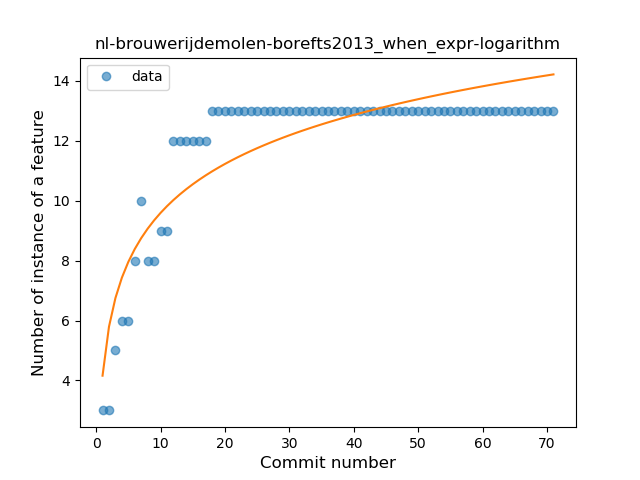 nl-brouwerijdemolen-borefts2013_when_expr-logarithm
data
Number of instance of a feature
14
12
10
8
6
4
0 10 20 30 40 50 60 70
Commit number